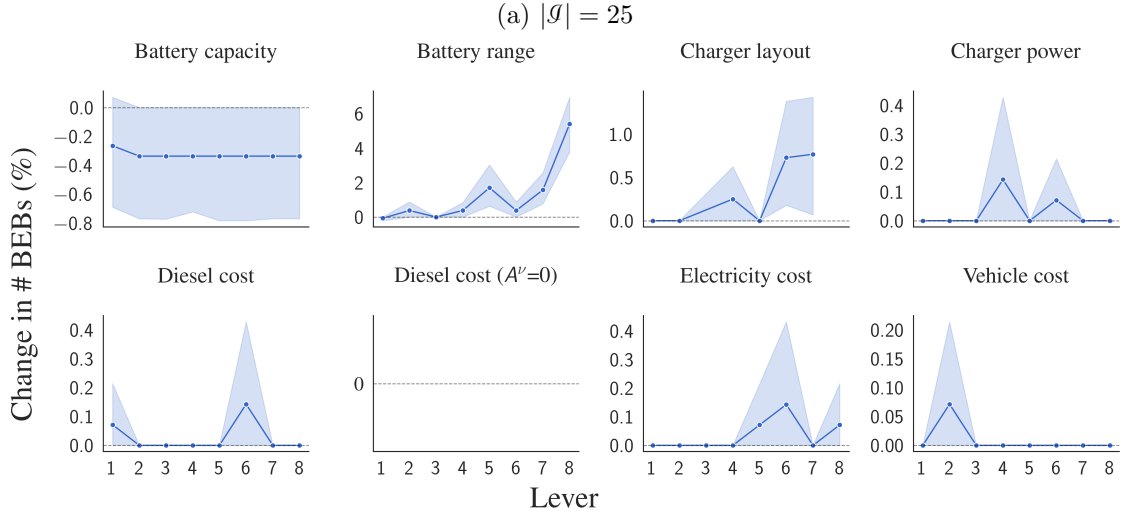 (a) |𝒢| = 25
Battery capacity
Battery range
Charger layout
Charger power
0.0
−0.2
−0.4
−0.6
−0.8
6
4
2
0
1.0
0.5
0.0
0.4
0.3
0.2
0.1
0.0
Change in # BEBs (%)
Diesel cost
Diesel cost (Aᵛ=0)
Electricity cost
Vehicle cost
0.4
0.3
0.2
0.1
0.0
0
0.4
0.3
0.2
0.1
0.0
0.20
0.15
0.10
0.05
0.00
1 2 3 4 5 6 7 8
1 2 3 4 5 6 7 8
1 2 3 4 5 6 7 8
1 2 3 4 5 6 7 8
Lever